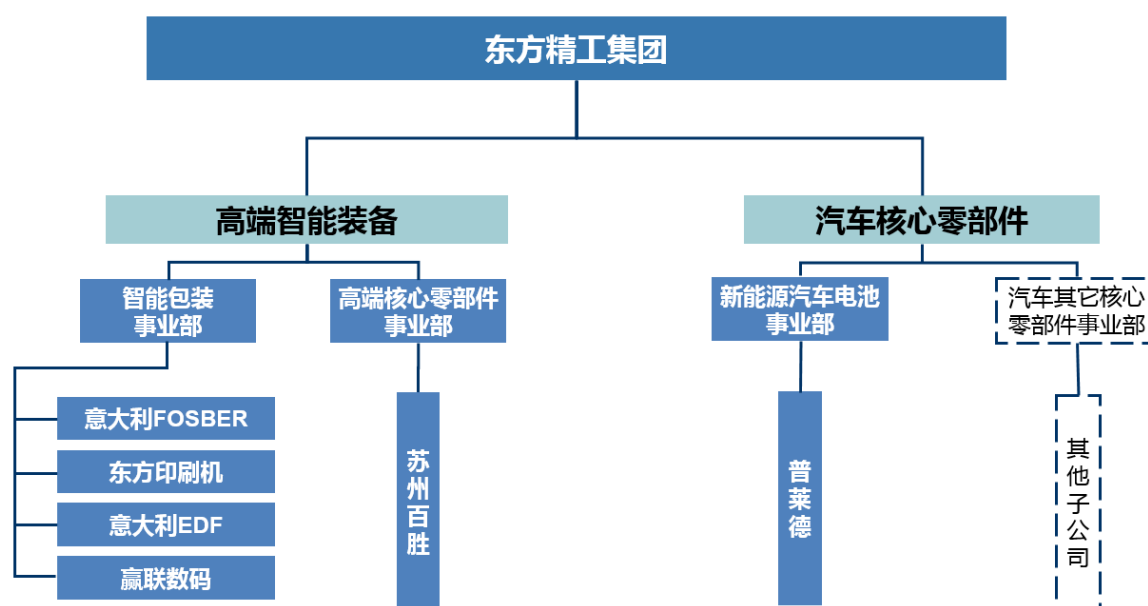 东方精工集团
高端智能装备
汽车核心零部件
智能包装
事业部
高端核心零部件
事业部
新能源汽车电池
事业部
汽车其它核心
零部件事业部
意大利FOSBER
东方印刷机
意大利EDF
赢联数码
苏州百胜
普莱德
其他子公司